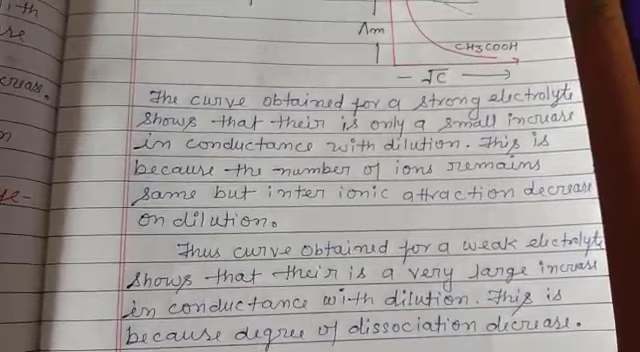 Λm
CH3COOH
√C
The curve obtained for a strong electrolyte
shows that their is only a small increase
in conductance with dilution. This is
because the number of ions remains
same but inter ionic attraction decrease
on dilution.
Thus curve obtained for a weak electrolyte
shows that their is a very large increase
in conductance with dilution. This is
because degree of dissociation decrease.